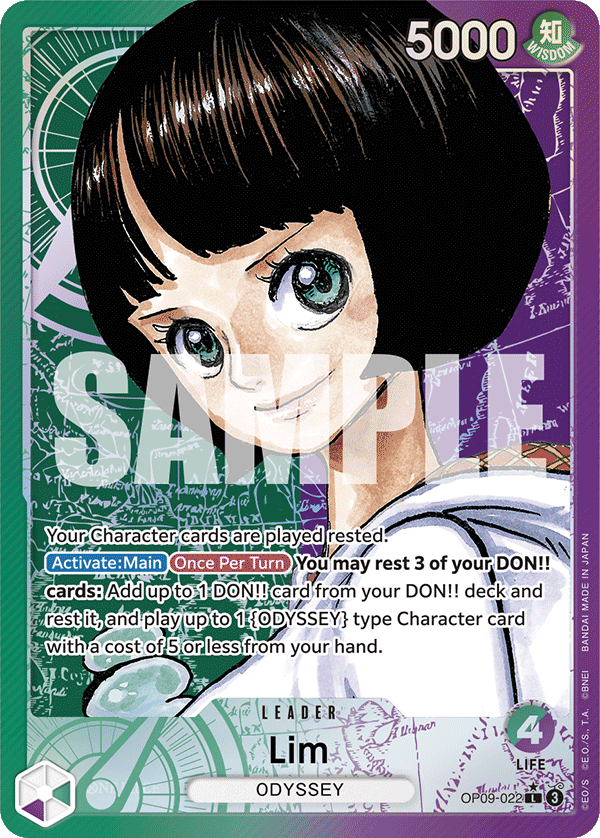 5000
知
WISDOM
SAMPLE
Your Character cards are played rested.
Activate:Main Once Per Turn You may rest 3 of your DON!!
cards: Add up to 1 DON!! card from your DON!! deck and
rest it, and play up to 1 {ODYSSEY} type Character card
with a cost of 5 or less from your hand.
LEADER
Lim
ODYSSEY
4
LIFE
OP09-022 L 3
©E.O/S ©E.O./S., T.A. ©BNEI BANDAI MADE IN JAPAN